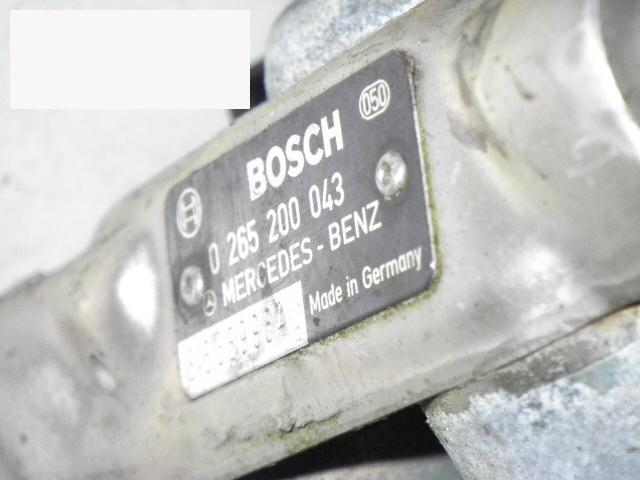 050
BOSCH
0 265 200 043
MERCEDES-BENZ
Made in Germany